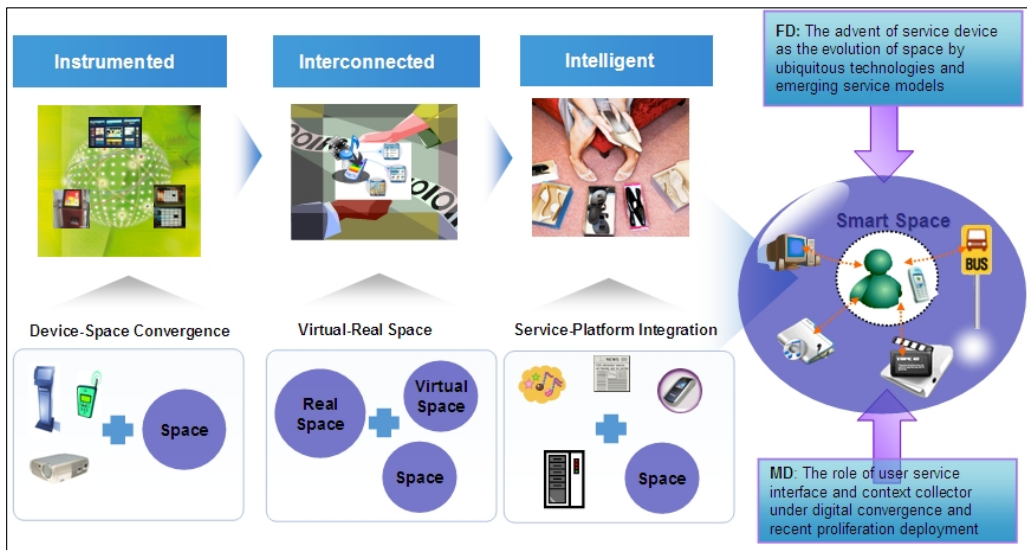 Instrumented
Interconnected
Intelligent
FD: The advent of service device
as the evolution of space by
ubiquitous technologies and
emerging service models
Smart Space
BUS
Device-Space Convergence
Virtual-Real Space
Service-Platform Integration
Space
Real
Space
Virtual
Space
Space
NEWS
Space
MD: The role of user service
interface and context collector
under digital convergence and
recent proliferation deployment